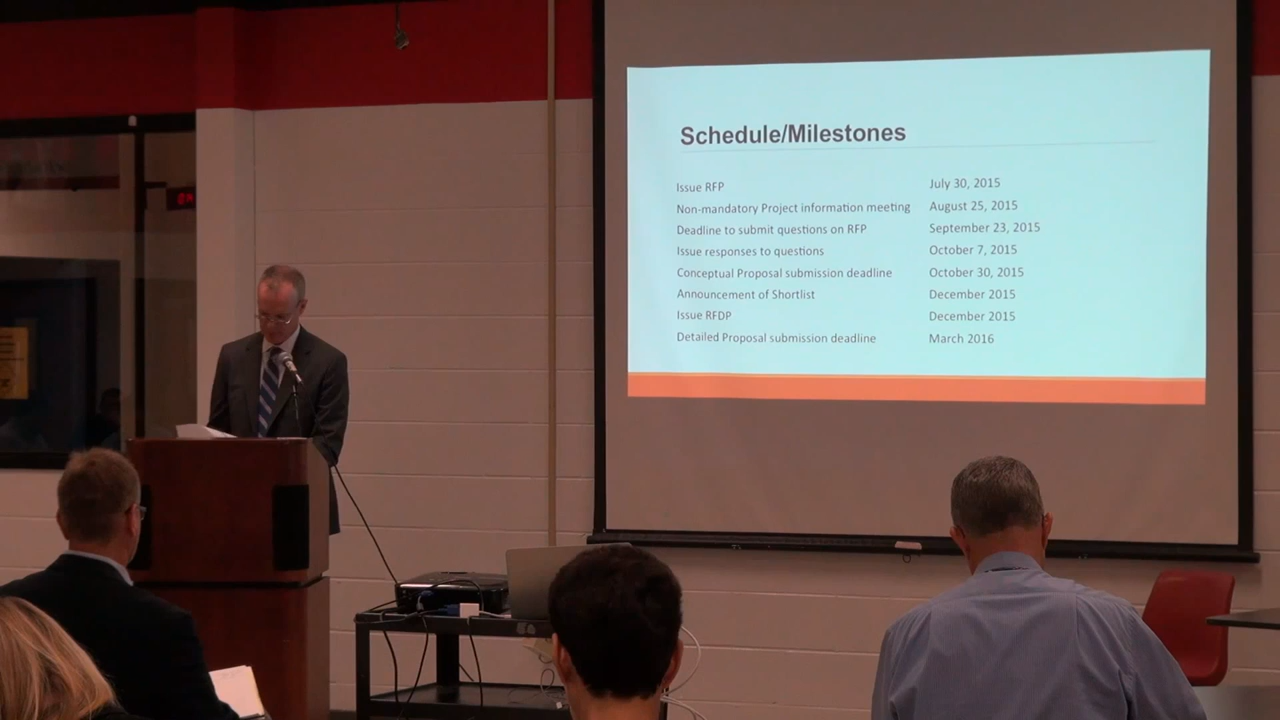 Schedule/Milestones
Issue RFP July 30, 2015
Non-mandatory Project information meeting August 25, 2015
Deadline to submit questions on RFP September 23, 2015
Issue responses to questions October 7, 2015
Conceptual Proposal submission deadline October 30, 2015
Announcement of Shortlist December 2015
Issue RFDP December 2015
Detailed Proposal submission deadline March 2016